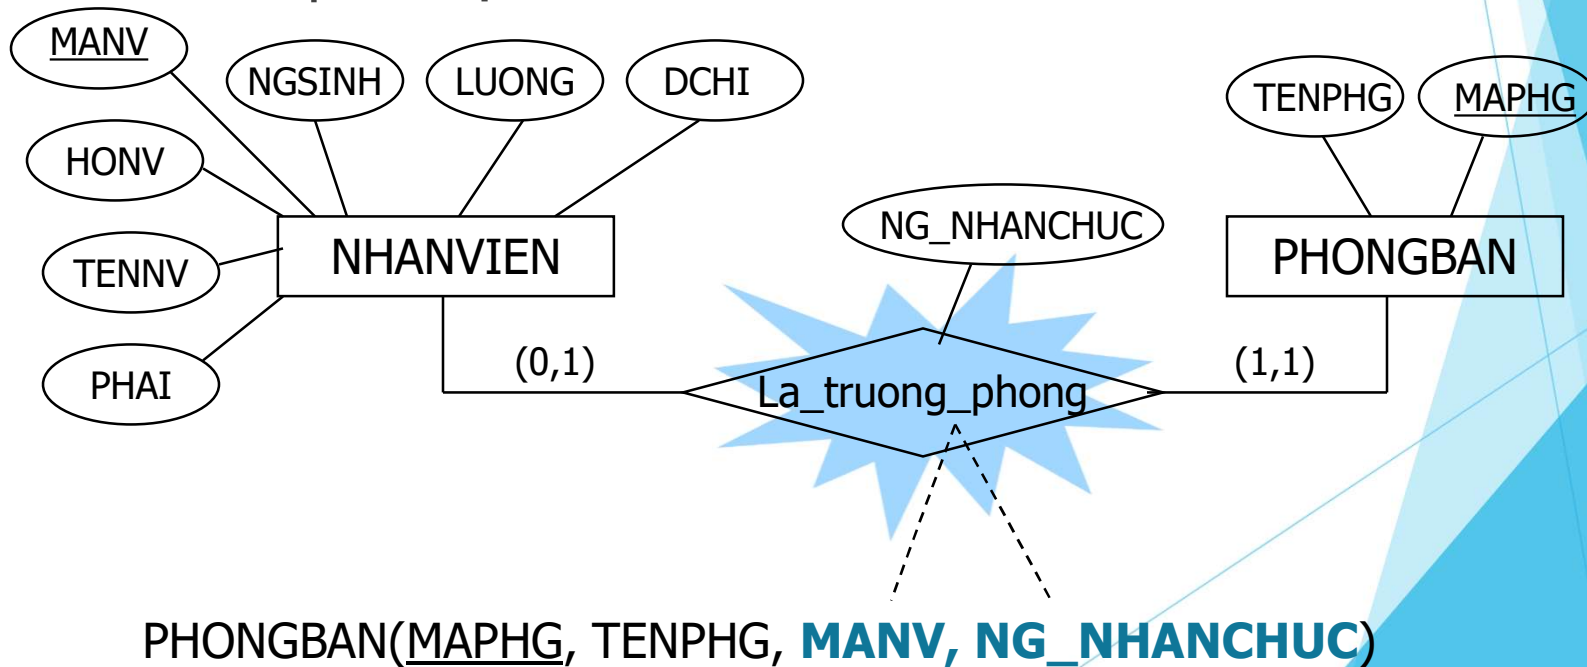 MANV
NGSINH
LUONG
DCHI
TENPHG
MAPHG
HONV
NG_NHANCHUC
TENNV
NHANVIEN
PHONGBAN
PHAI
(0,1)
La_truong_phong
(1,1)
PHONGBAN(MAPHG, TENPHG, MANV, NG_NHANCHUC)